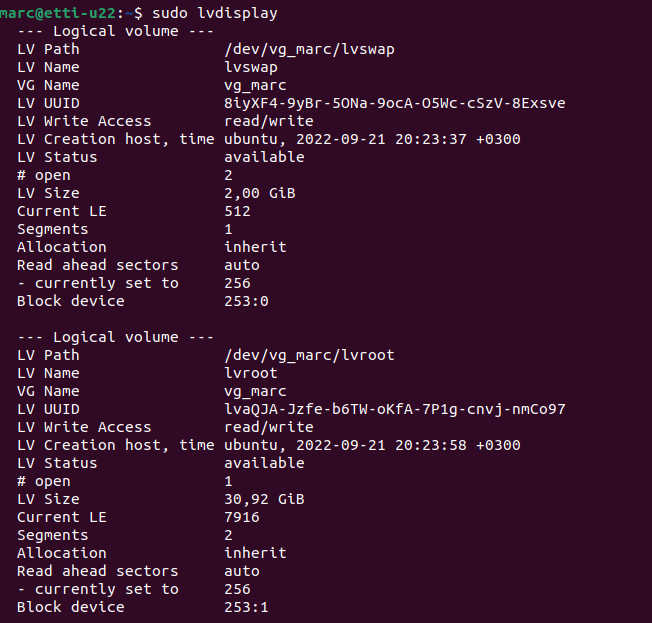 marc@etti-u22:~$ sudo lvdisplay
--- Logical volume ---
LV Path                /dev/vg_marc/lvswap
LV Name                lvswap
VG Name                vg_marc
LV UUID                8iyXF4-9yBr-5ONa-9ocA-O5Wc-cSzV-8Exsve
LV Write Access        read/write
LV Creation host, time ubuntu, 2022-09-21 20:23:37 +0300
LV Status              available
# open                 2
LV Size                2,00 GiB
Current LE             512
Segments               1
Allocation             inherit
Read ahead sectors     auto
- currently set to     256
Block device           253:0
--- Logical volume ---
LV Path                /dev/vg_marc/lvroot
LV Name                lvroot
VG Name                vg_marc
LV UUID                lvaQJA-Jzfe-b6TW-oKfA-7P1g-cnvj-nmCo97
LV Write Access        read/write
LV Creation host, time ubuntu, 2022-09-21 20:23:58 +0300
LV Status              available
# open                 1
LV Size                30,92 GiB
Current LE             7916
Segments               2
Allocation             inherit
Read ahead sectors     auto
- currently set to     256
Block device           253:1